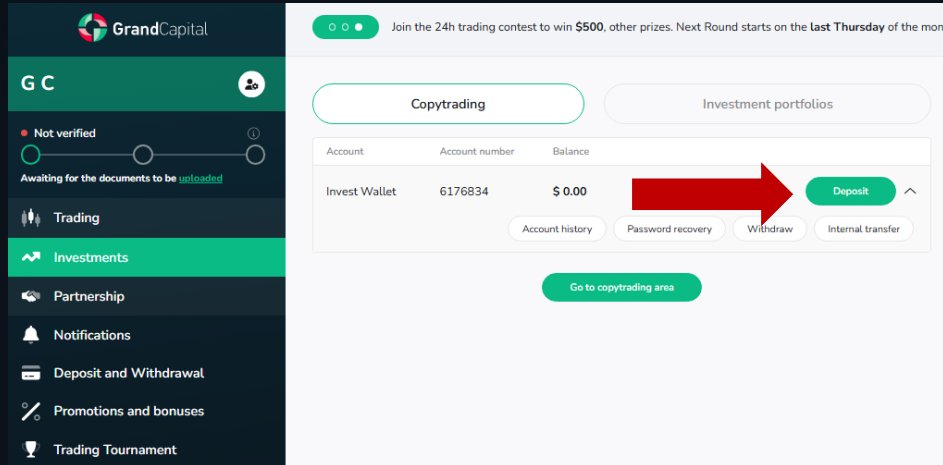 GrandCapital
Join the 24h trading contest to win $500, other prizes. Next Round starts on the last Thursday of the mon
G C
Copytrading
Investment portfolios
Not verified
Awaiting for the documents to be uploaded
Account Account number Balance
Invest Wallet 6176834 $ 0.00 Deposit
Account history Password recovery Withdraw Internal transfer
Go to copytrading area
Trading
Investments
Partnership
Notifications
Deposit and Withdrawal
Promotions and bonuses
Trading Tournament